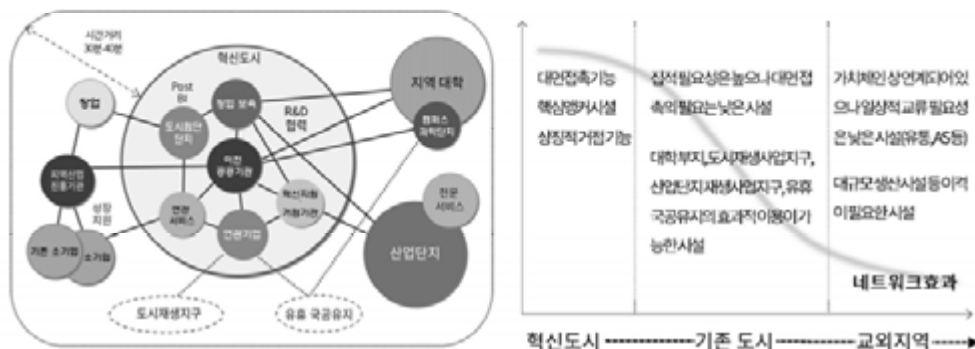 시간거리
30분-40분
혁신도시
지역 대학
Post
BI
창업 보육
R&D
협력
창업
도시첨단
단지
캠퍼스
과학단지
이전
공공기관
지역산업
진흥기관
혁신지원
거점기관
전문
서비스
성장
지원
연관
서비스
연관기업
산업단지
기존 소기업
소기업
도시재생지구
유휴 국공유지
대면접촉기능
핵심앵커시설
상징적거점기능
집적 필요성은 높으나 대면 접
촉의 필요는 낮은 시설
대학 부지, 도시재생사업지구,
산업단지 재생사업지구, 유휴
국공유지의 효과적 이용이 가
능한 시설
가치체인 상 연계되어 있
으나 일상적 교류 필요성
은 낮은 시설(유통, AS 등)
대규모 생산시설 등 이격
이 필요한 시설
네트워크효과
혁신도시
기존 도시
교외지역